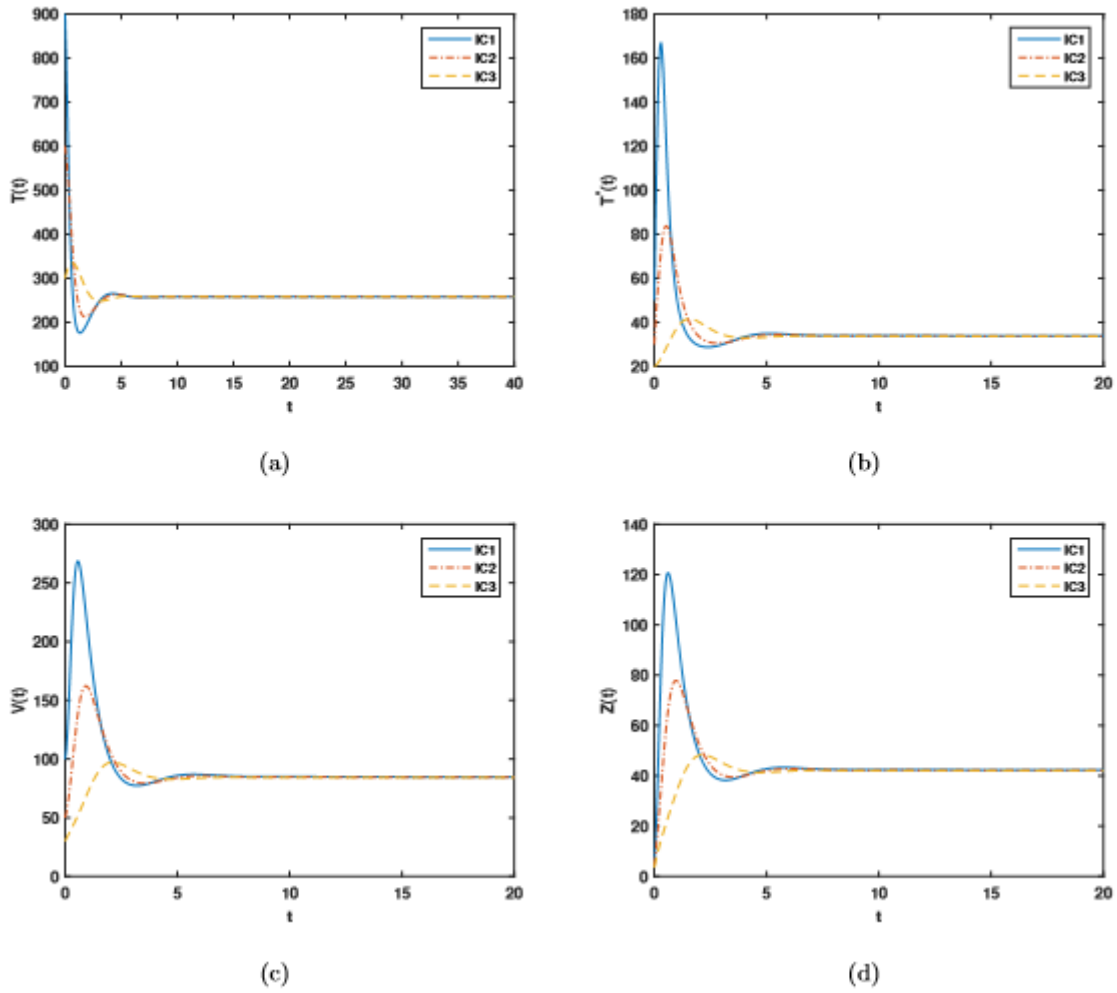 900
800
700
600
500
400
300
200
100
T(t)
0 5 10 15 20 25 30 35 40
t
IC1
IC2
IC3
(a)
180
160
140
120
100
80
60
40
20
T*(t)
0 5 10 15 20
t
IC1
IC2
IC3
(b)
300
250
200
150
100
50
0
V(t)
0 5 10 15 20
t
IC1
IC2
IC3
(c)
140
120
100
80
60
40
20
0
Z(t)
0 5 10 15 20
t
IC1
IC2
IC3
(d)